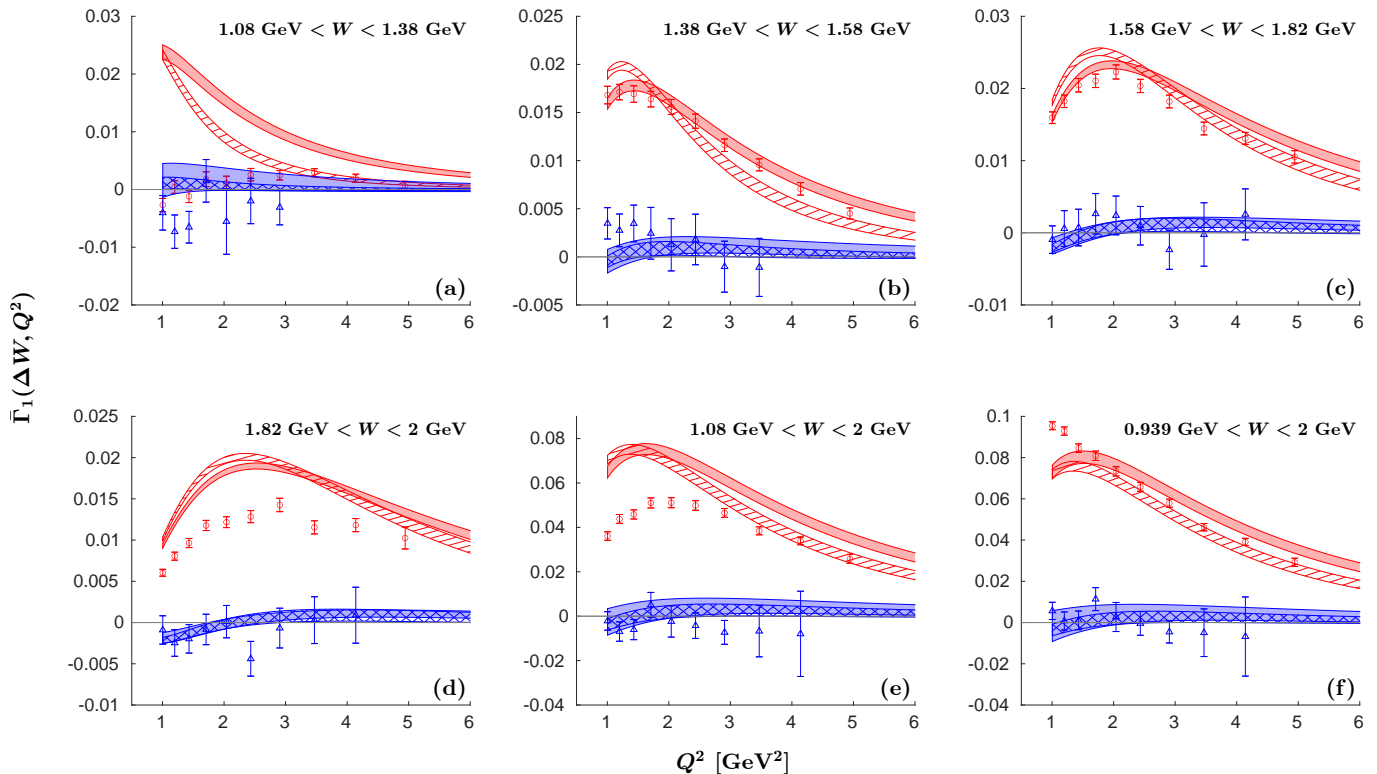 0.03
0.02
0.01
0
-0.01
-0.02
1 2 3 4 5 6
1.08 GeV < W < 1.38 GeV
(a)
0.025
0.02
0.015
0.01
0.005
0
-0.005
1 2 3 4 5 6
1.38 GeV < W < 1.58 GeV
(b)
0.03
0.02
0.01
0
-0.01
1 2 3 4 5 6
1.58 GeV < W < 1.82 GeV
(c)
Γ̄₁(ΔW, Q²)
0.025
0.02
0.015
0.01
0.005
0
-0.005
-0.01
1 2 3 4 5 6
1.82 GeV < W < 2 GeV
(d)
0.08
0.06
0.04
0.02
0
-0.02
-0.04
1 2 3 4 5 6
1.08 GeV < W < 2 GeV
(e)
0.1
0.08
0.06
0.04
0.02
0
-0.02
-0.04
1 2 3 4 5 6
0.939 GeV < W < 2 GeV
(f)
Q² [GeV²]